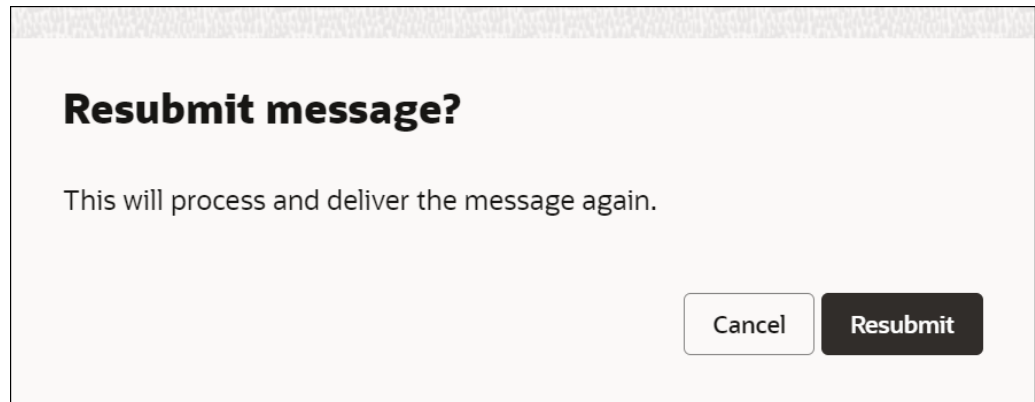 Resubmit message?
This will process and deliver the message again.
Cancel Resubmit